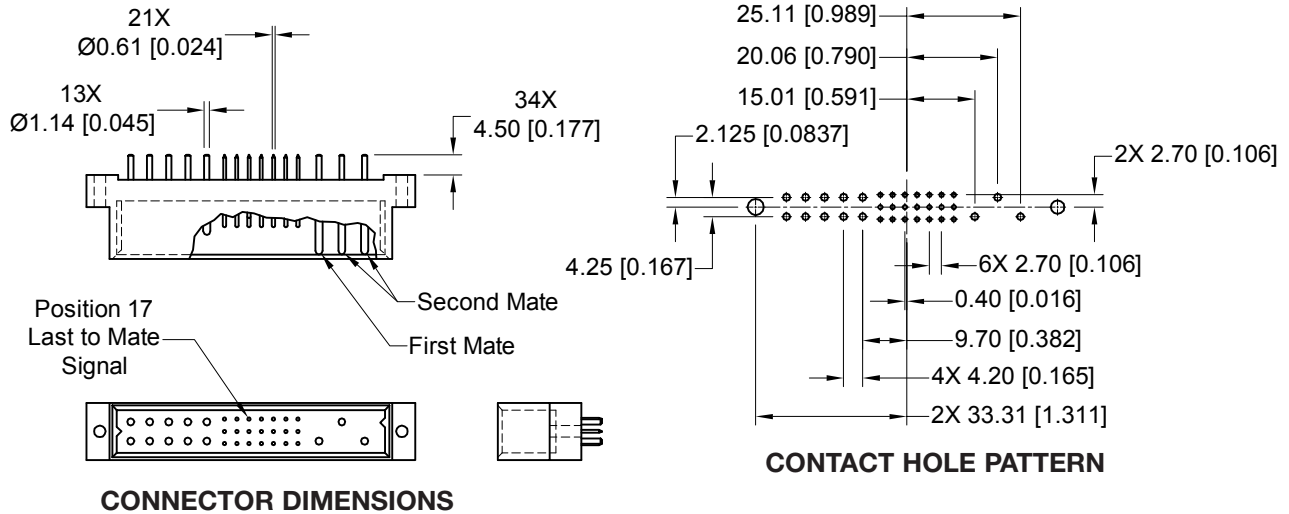 21X
Ø0.61 [0.024]
13X
Ø1.14 [0.045]
34X
4.50 [0.177]
Second Mate
First Mate
Position 17
Last to Mate
Signal
CONNECTOR DIMENSIONS
25.11 [0.989]
20.06 [0.790]
15.01 [0.591]
2.125 [0.0837]
2X 2.70 [0.106]
4.25 [0.167]
6X 2.70 [0.106]
0.40 [0.016]
9.70 [0.382]
4X 4.20 [0.165]
2X 33.31 [1.311]
CONTACT HOLE PATTERN